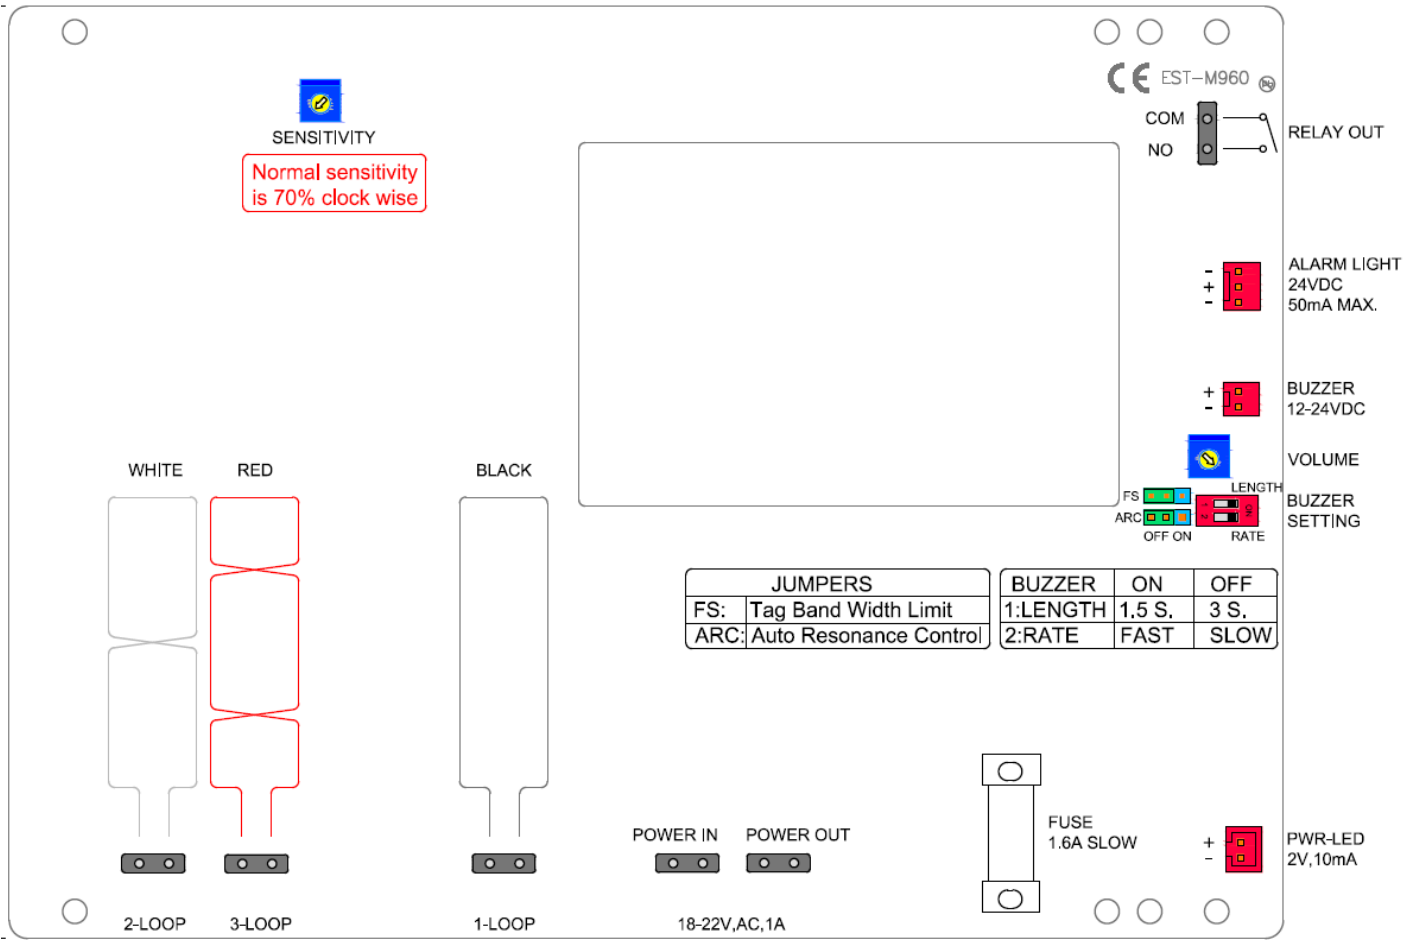 CE EST-M960 Pb
COM
NO
RELAY OUT
SENSITIVITY
Normal sensitivity
is 70% clock wise
-
+
-
ALARM LIGHT
24VDC
50mA MAX.
+
-
BUZZER
12-24VDC
VOLUME
WHITE
RED
BLACK
FS
LENGTH
1
2
ON
ARC
OFF ON
RATE
BUZZER
SETTING
JUMPERS
FS: Tag Band Width Limit
ARC: Auto Resonance Control
BUZZER ON OFF
1:LENGTH 1.5 S. 3 S.
2:RATE FAST SLOW
POWER IN
POWER OUT
FUSE
1.6A SLOW
+
-
PWR-LED
2V,10mA
2-LOOP
3-LOOP
1-LOOP
18-22V,AC,1A